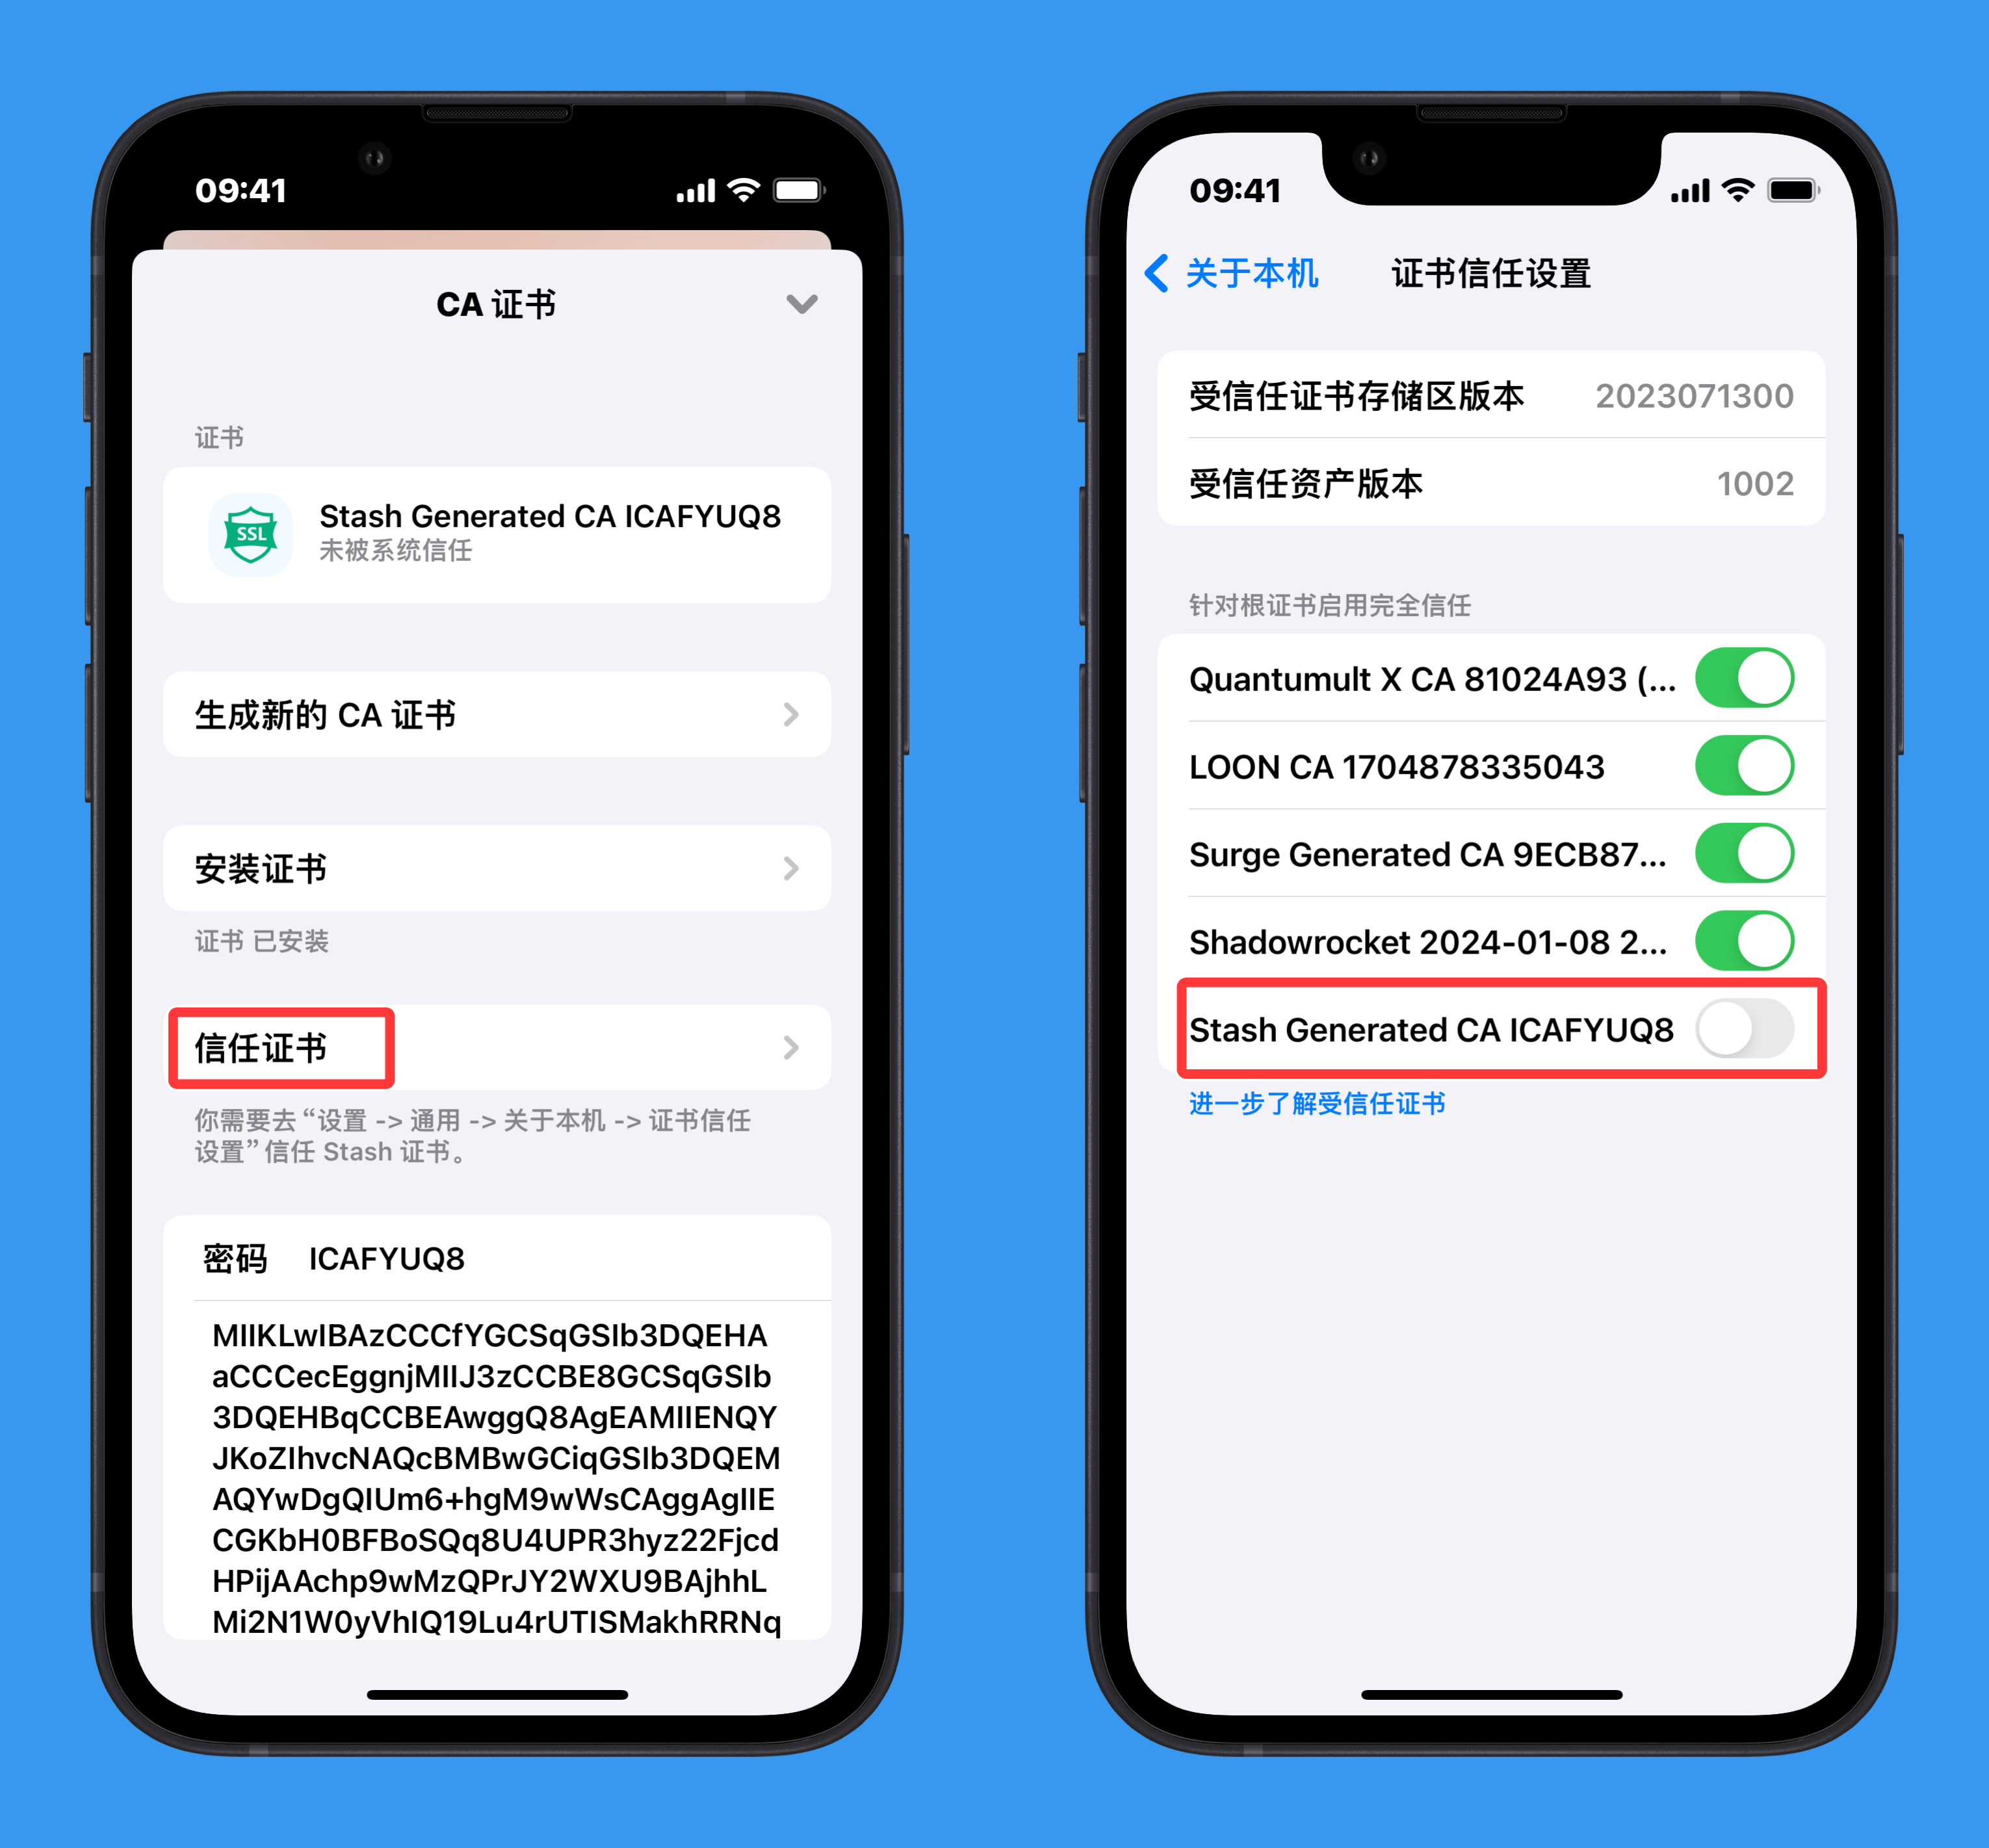 09:41
CA 证书
证书
SSL
Stash Generated CA ICAFYUQ8
未被系统信任
生成新的 CA 证书
安装证书
证书 已安装
信任证书
你需要去“设置 -> 通用 -> 关于本机 -> 证书信任
设置”信任 Stash 证书。
密码 ICAFYUQ8
MIIKLwIBAzCCCfYGCSqGSIb3DQEHA
aCCCecEggnjMIIJ3zCCBE8GCSqGSIb
3DQEHBqCCBEAwggQ8AgEAMIIENQY
JKoZIhvcNAQcBMBwGCiqGSIb3DQEM
AQYwDgQIUm6+hgM9wWsCAggAgIIE
CGKbH0BFBoSQq8U4UPR3hyz22Fjcd
HPijAAchp9wMzQPrJY2WXU9BAjhhL
Mi2N1W0yVhIQ19Lu4rUTISMakhRRNq
09:41
关于本机
证书信任设置
受信任证书存储区版本 2023071300
受信任资产版本 1002
针对根证书启用完全信任
Quantumult X CA 81024A93 (...
LOON CA 1704878335043
Surge Generated CA 9ECB87...
Shadowrocket 2024-01-08 2...
Stash Generated CA ICAFYUQ8
进一步了解受信任证书